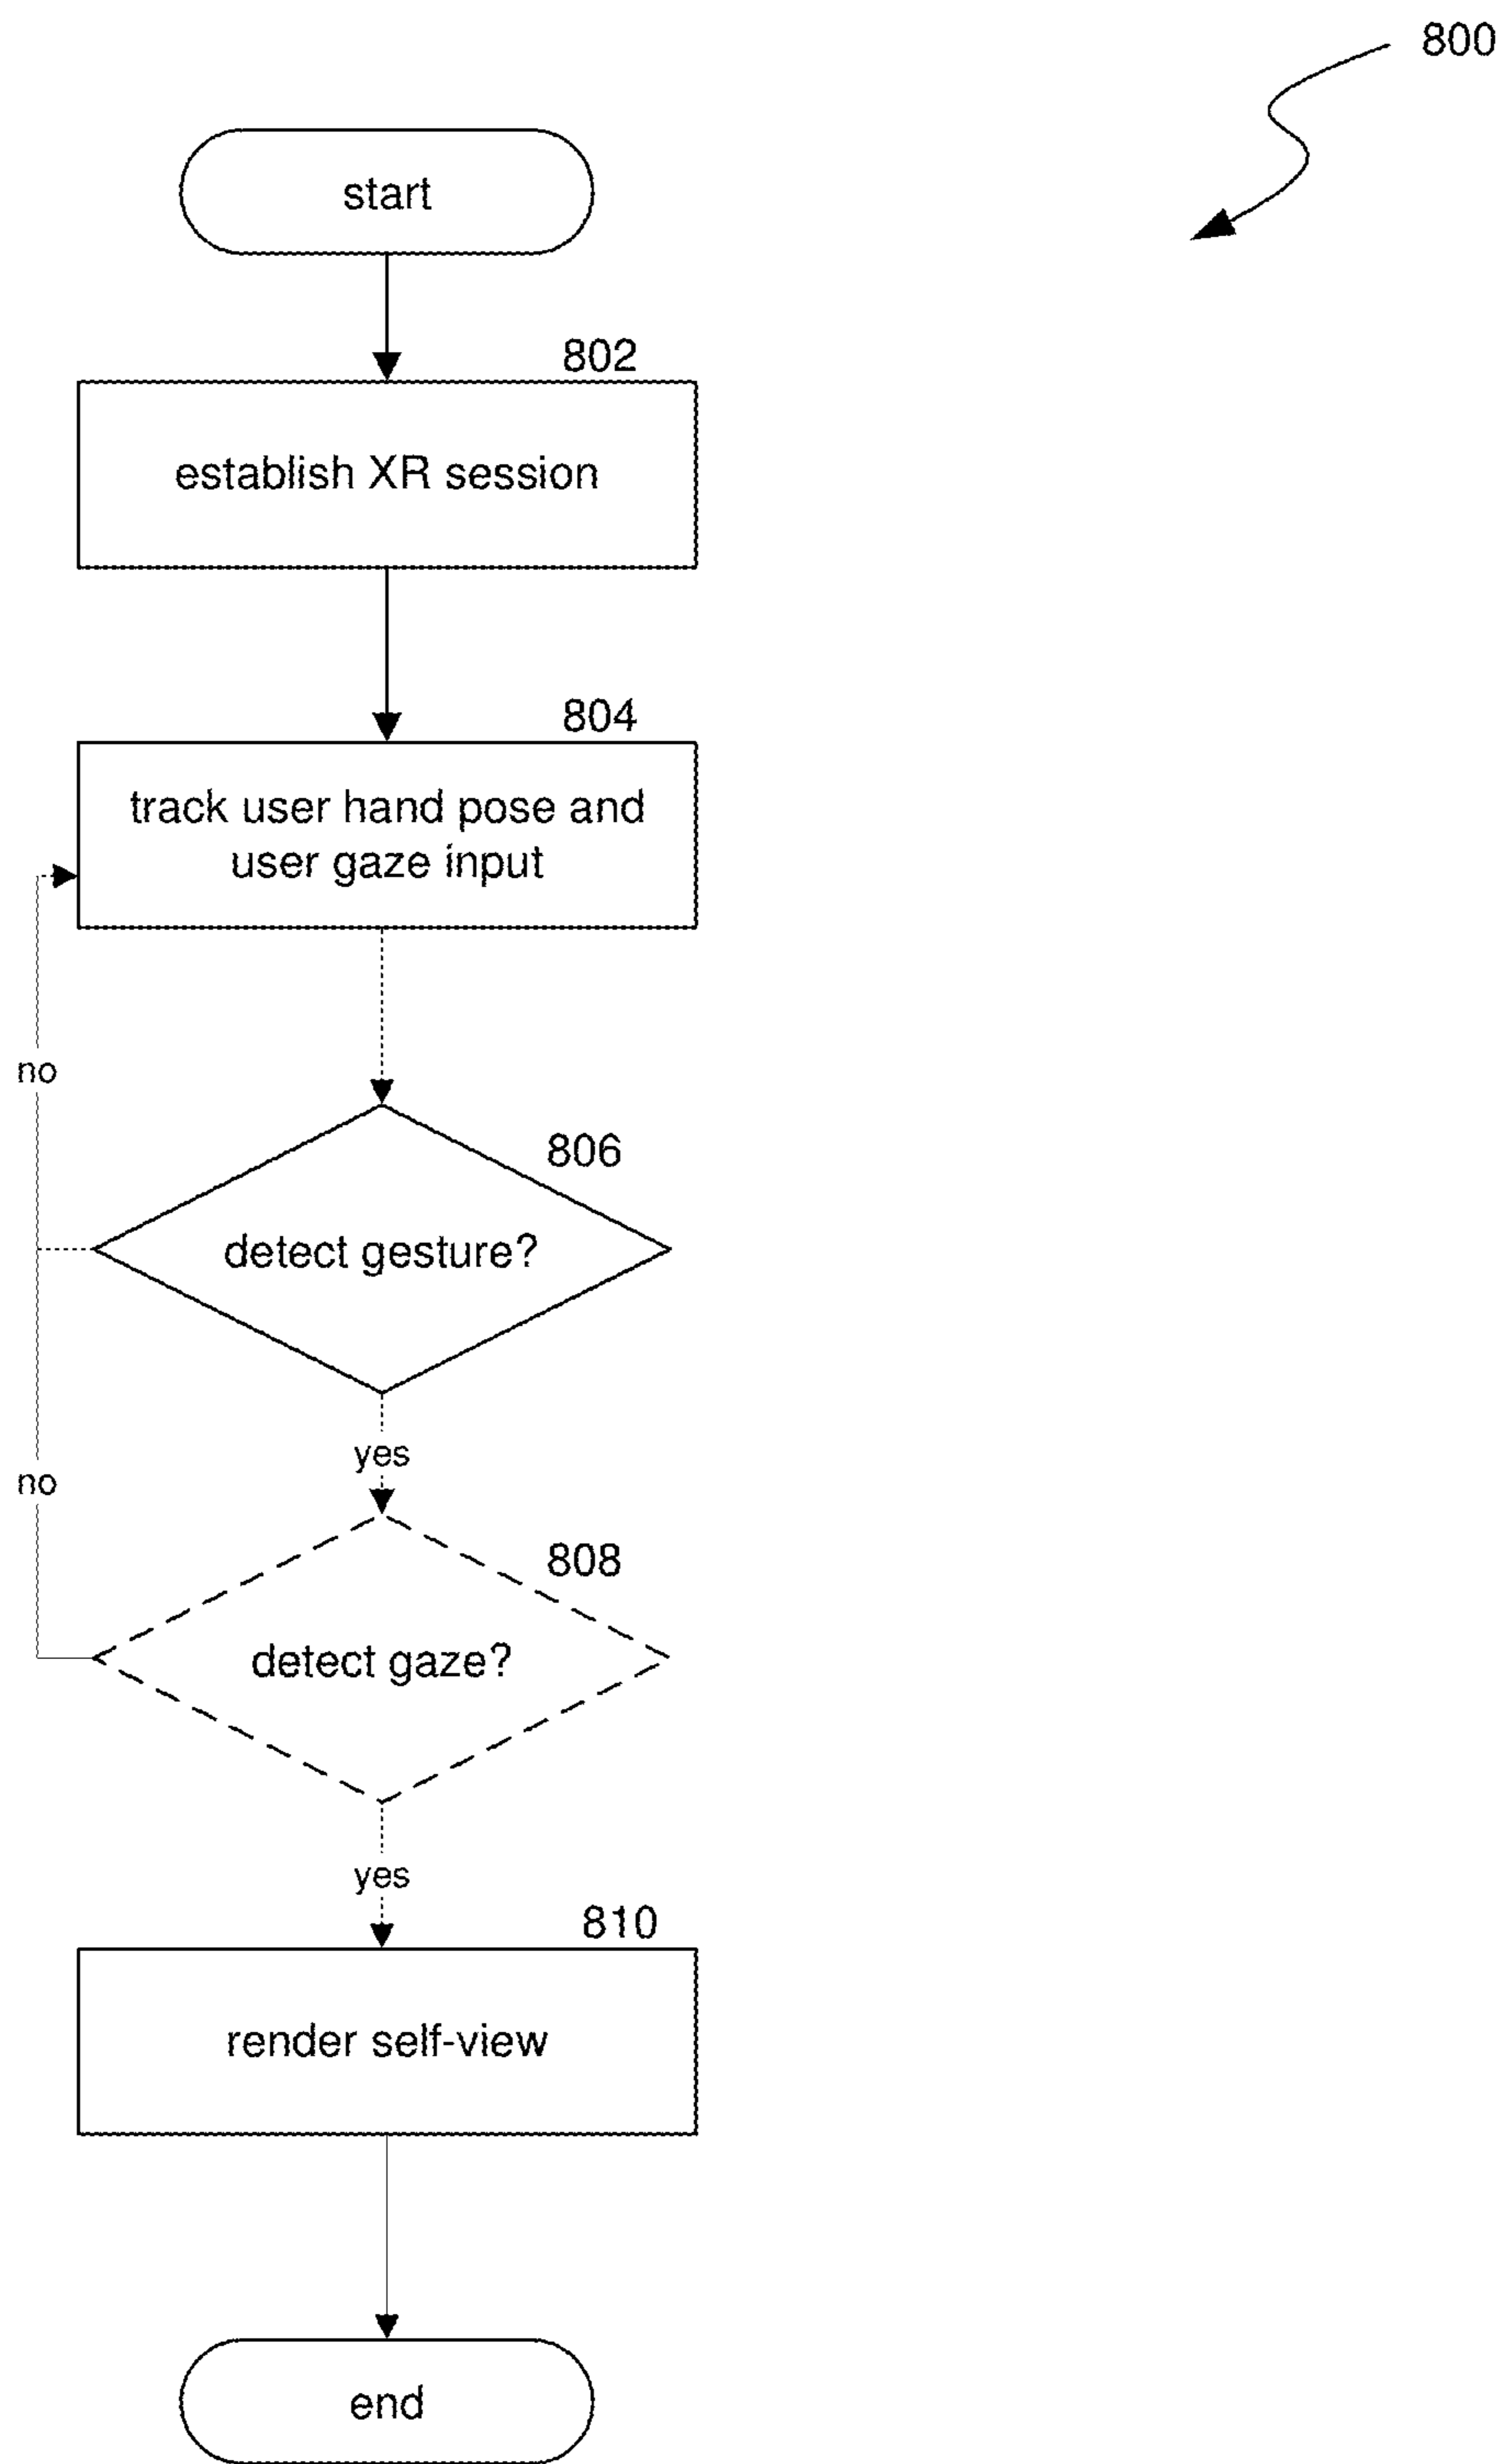 800
start
802
establish XR session
804
track user hand pose and
user gaze input
no
806
detect gesture?
yes
no
808
detect gaze?
yes
810
render self-view
end